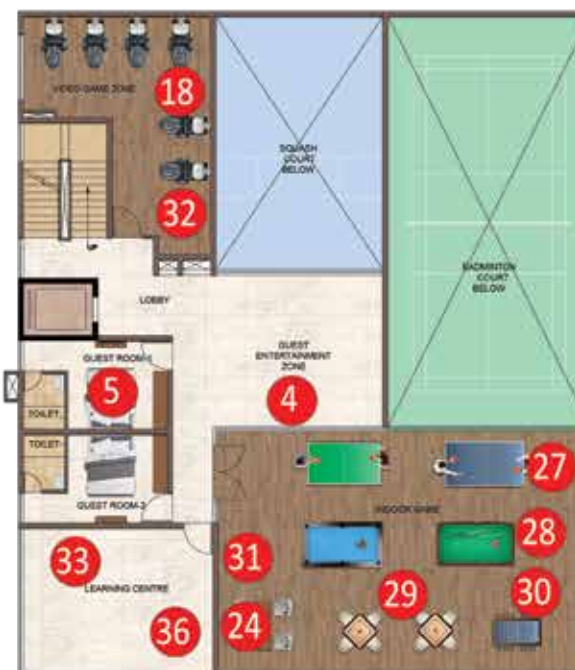 18
VIDEO GAME ZONE
32
SQUASH
COURT
BELOW
BADMINTON
COURT
BELOW
LOBBY
GUEST
ENTERTAINMENT
ZONE
4
GUEST ROOM-1
5
TOILET
TOILET
GUEST ROOM-2
27
INDOOR GAME
28
31
33
LEARNING CENTRE
29
30
24
36